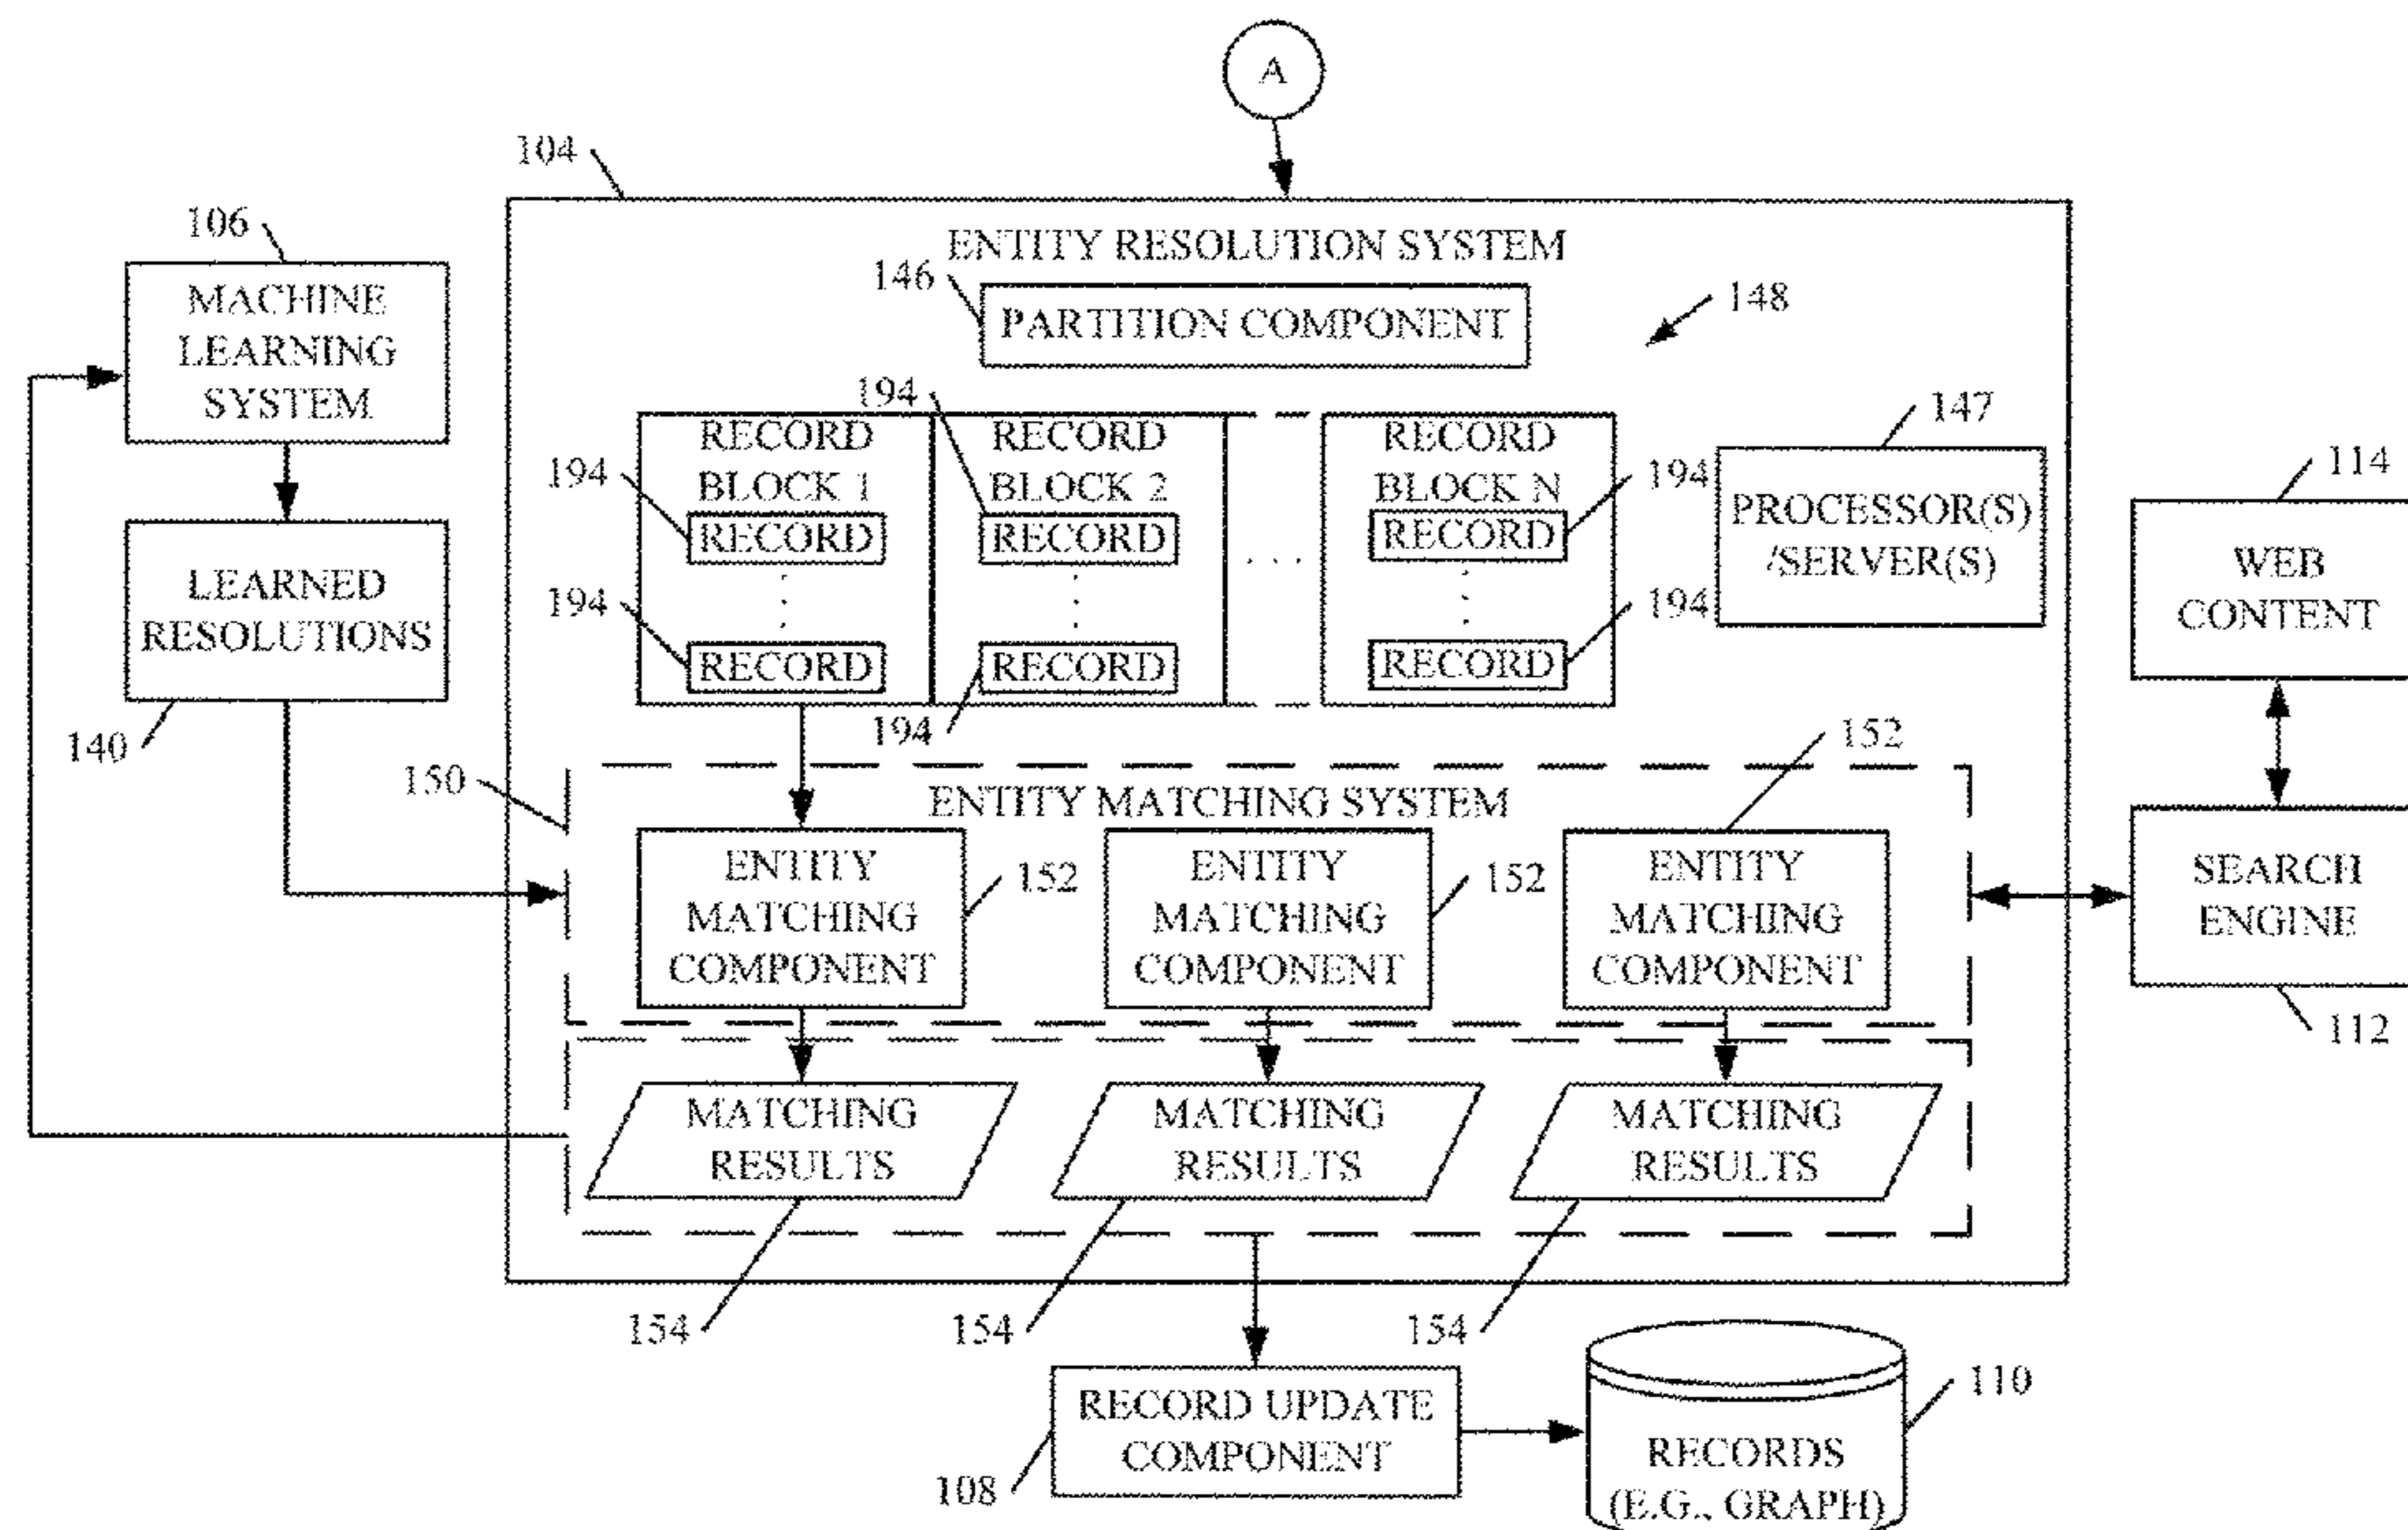 A
104
106
MACHINE
LEARNING
SYSTEM
ENTITY RESOLUTION SYSTEM
146
PARTITION COMPONENT
148
194
147
RECORD
BLOCK 1
RECORD
BLOCK 2
RECORD
BLOCK N
194
194
RECORD
RECORD
. . .
RECORD
PROCESSOR(S)
/SERVER(S)
114
WEB
CONTENT
LEARNED
RESOLUTIONS
194
194
RECORD
RECORD
RECORD
194
140
152
150
ENTITY MATCHING SYSTEM
ENTITY
MATCHING
COMPONENT
152
ENTITY
MATCHING
COMPONENT
152
ENTITY
MATCHING
COMPONENT
SEARCH
ENGINE
112
MATCHING
RESULTS
MATCHING
RESULTS
MATCHING
RESULTS
154
154
154
RECORD UPDATE
COMPONENT
108
110
RECORDS
(E.G., GRAPH)